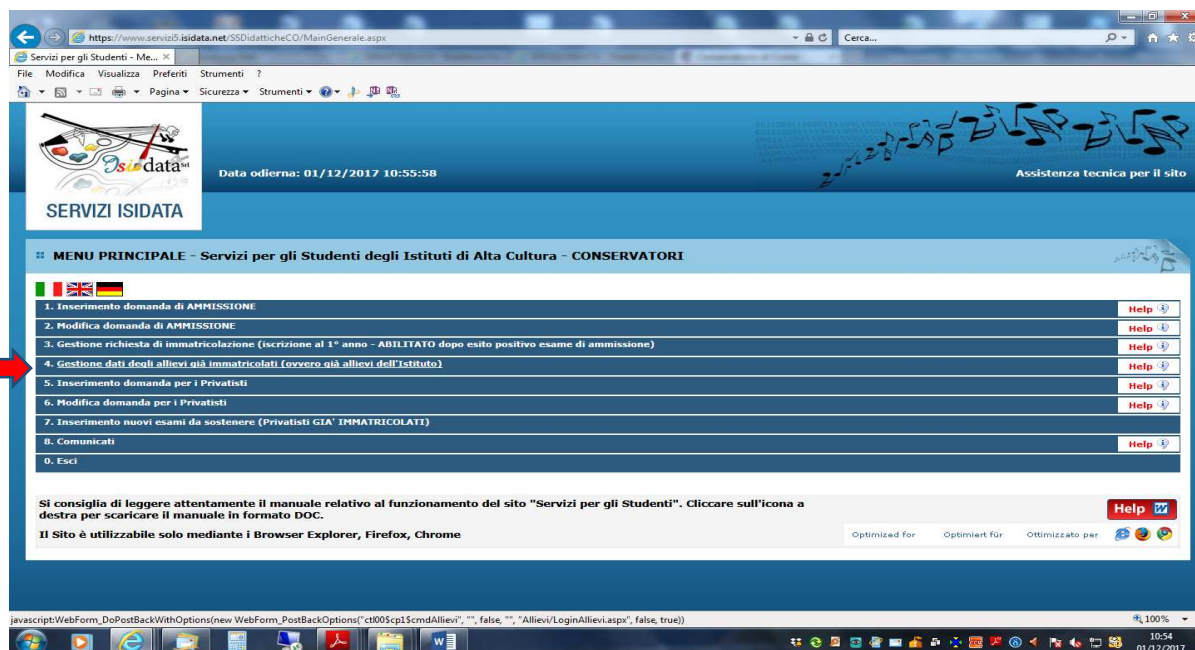 https://www.servizi5.isidata.net/SSDidatticheCO/MainGenerale.aspx
Cerca...
Servizi per gli Studenti - Me...
File Modifica Visualizza Preferiti Strumenti ?
Pagina Sicurezza Strumenti
Isidata Srl
SERVIZI ISIDATA
Data odierna: 01/12/2017 10:55:58
Assistenza tecnica per il sito
MENU PRINCIPALE - Servizi per gli Studenti degli Istituti di Alta Cultura - CONSERVATORI
1. Inserimento domanda di AMMISSIONE Help
2. Modifica domanda di AMMISSIONE Help
3. Gestione richiesta di immatricolazione (iscrizione al 1° anno - ABILITATO dopo esito positivo esame di ammissione) Help
4. Gestione dati degli allievi già immatricolati (ovvero già allievi dell'Istituto) Help
5. Inserimento domanda per i Privatisti Help
6. Modifica domanda per i Privatisti Help
7. Inserimento nuovi esami da sostenere (Privatisti GIA' IMMATRICOLATI)
8. Comunicati Help
0. Esci
Si consiglia di leggere attentamente il manuale relativo al funzionamento del sito "Servizi per gli Studenti". Cliccare sull'icona a
destra per scaricare il manuale in formato DOC.
Help
Il Sito è utilizzabile solo mediante i Browser Explorer, Firefox, Chrome
Optimized for Optimiert für Ottimizzato per
javascript:WebForm_DoPostBackWithOptions(new WebForm_PostBackOptions("ctl00$cp1$cmdAllievi", "", false, "", "Allievi/LoginAllievi.aspx", false, true))
100%
10:54
01/12/2017